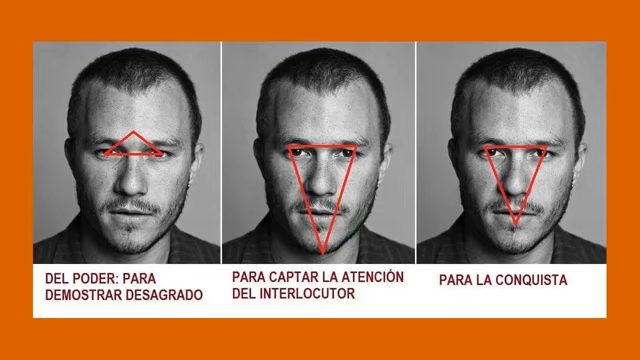 DEL PODER: PARA
DEMOSTRAR DESAGRADO
PARA CAPTAR LA ATENCIÓN
DEL INTERLOCUTOR
PARA LA CONQUISTA